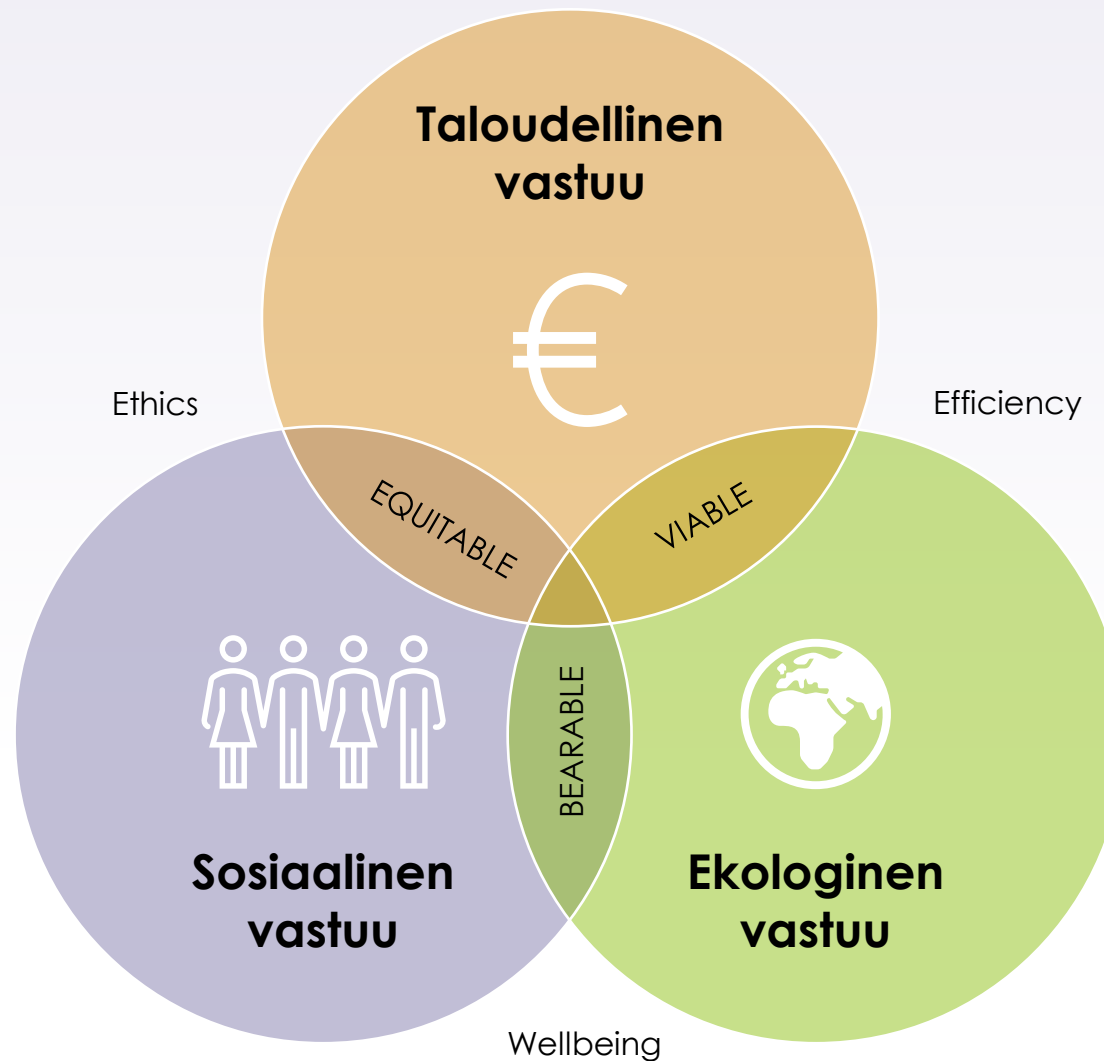 Taloudellinen
vastuu
€
Ethics
Efficiency
EQUITABLE
VIABLE
BEARABLE
Sosiaalinen
vastuu
Ekologinen
vastuu
Wellbeing